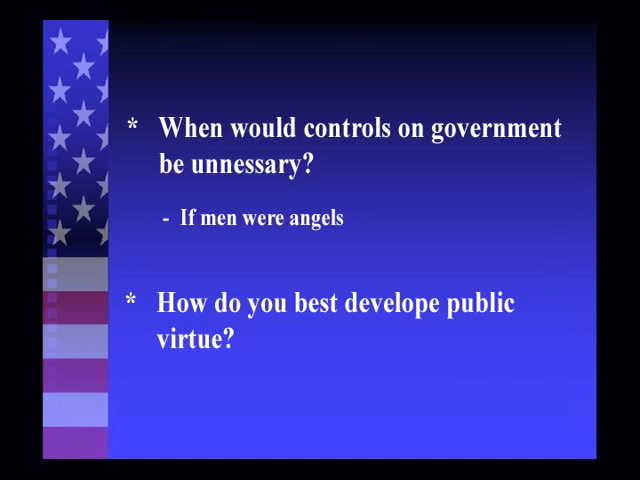 * When would controls on government
be unnessary?
- If men were angels
* How do you best develope public
virtue?